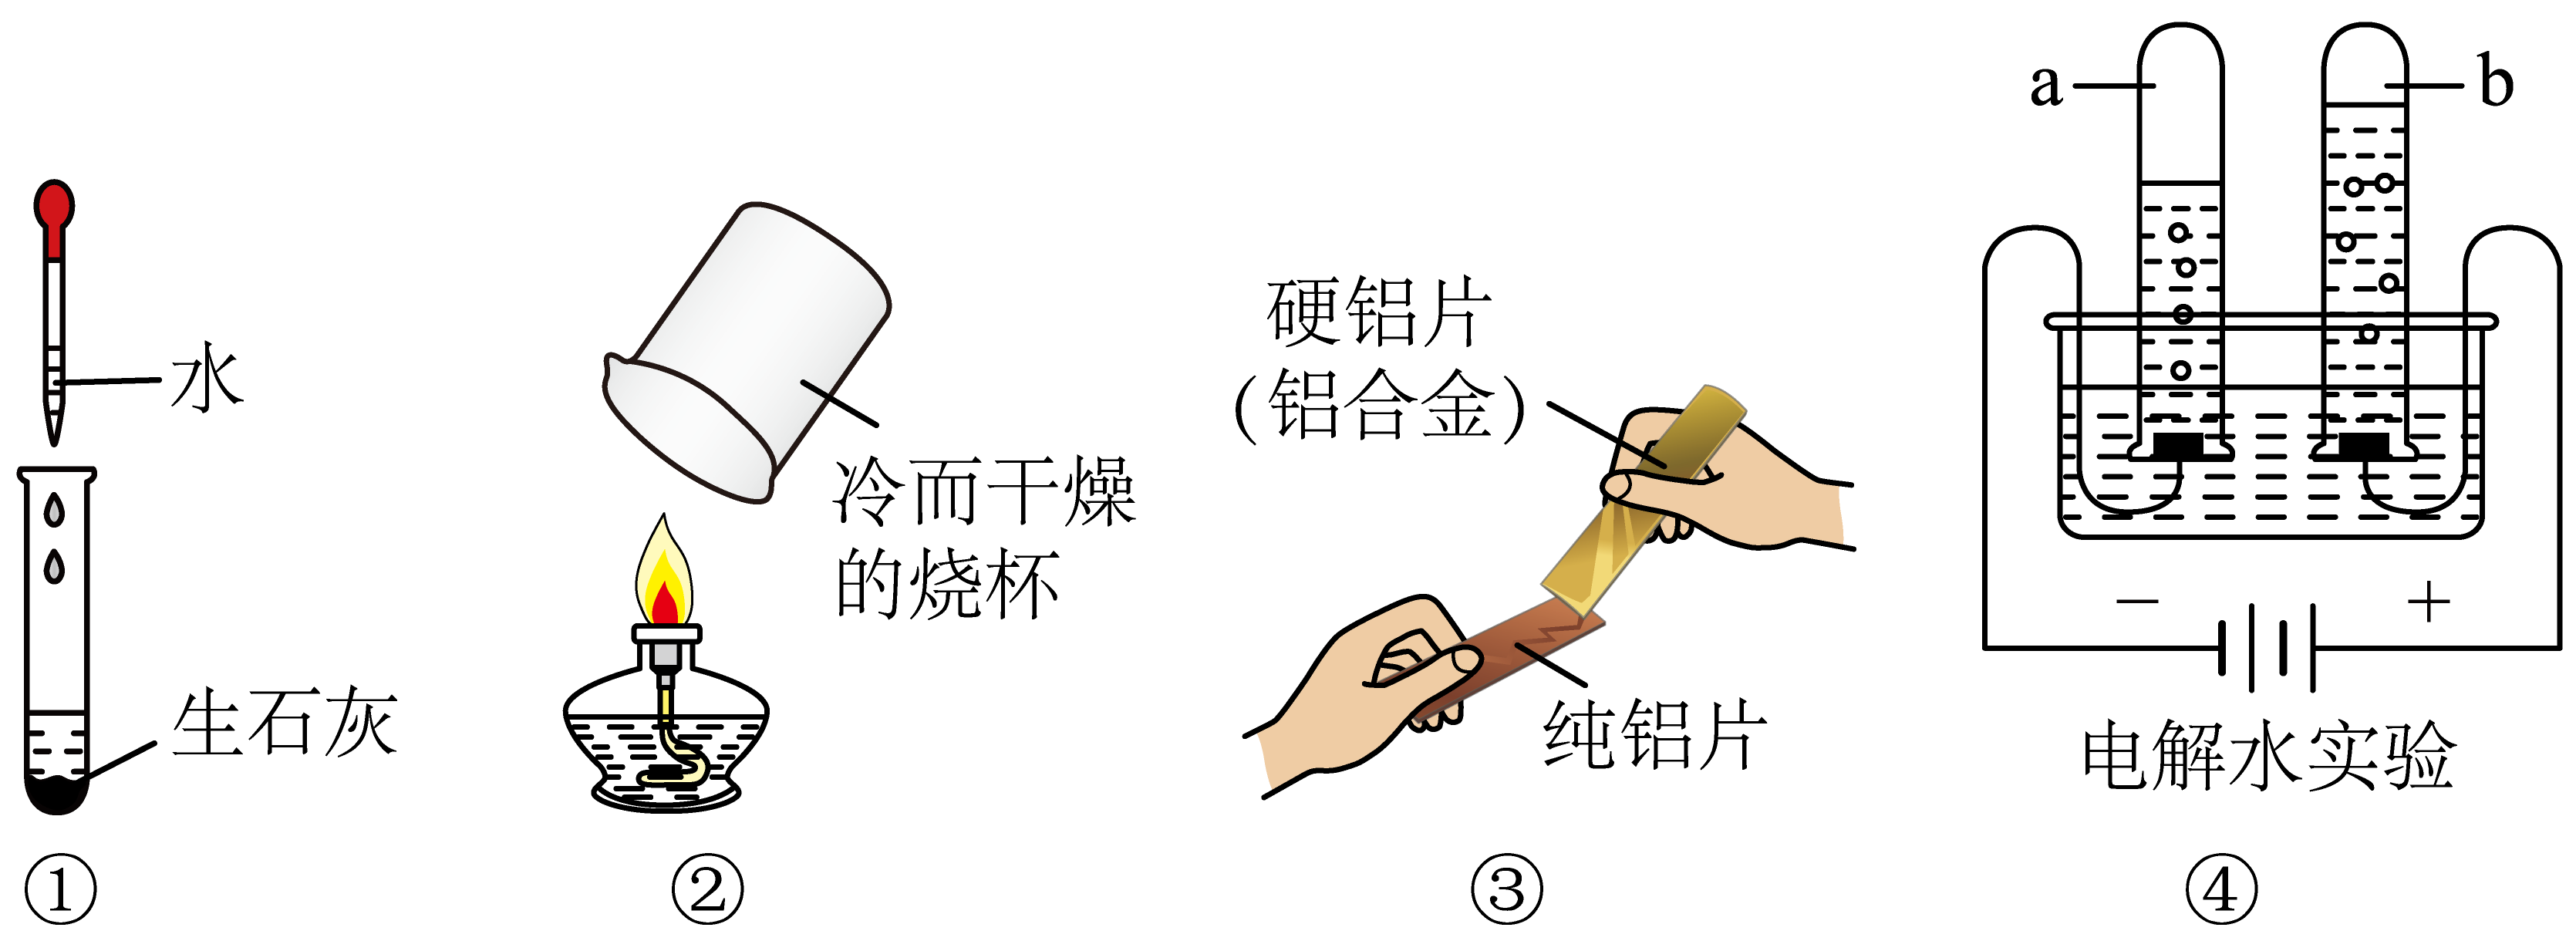 水
生石灰
①
冷而干燥
的烧杯
②
硬铝片
(铝合金)
纯铝片
③
a
b
− +
电解水实验
④